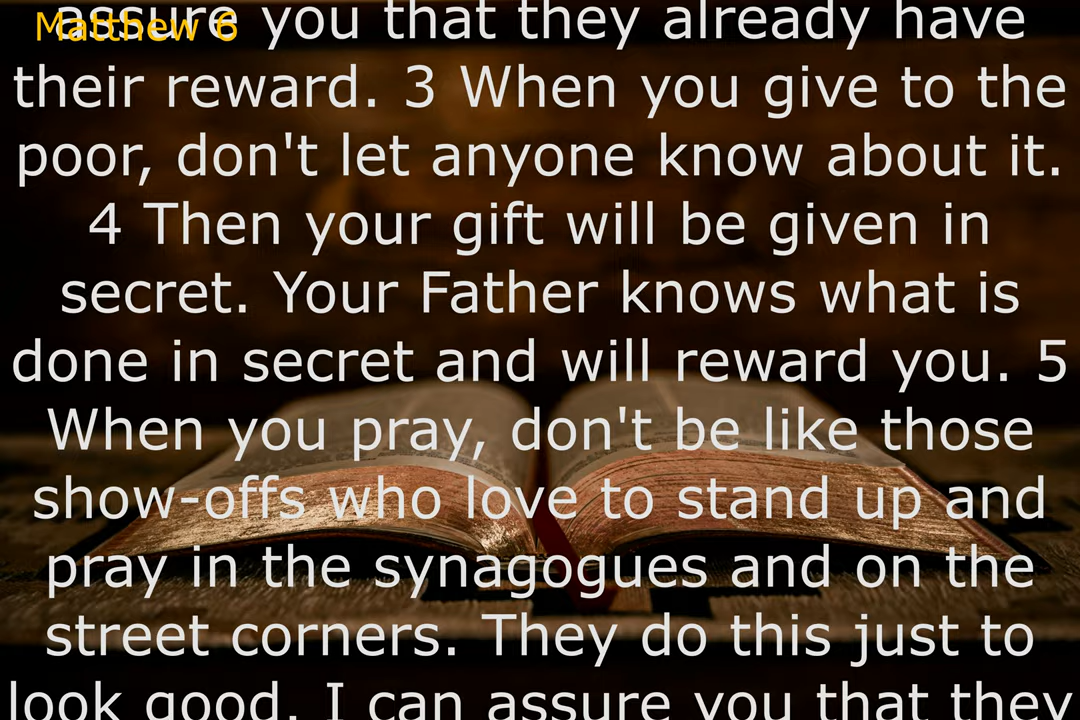 Matthew 6
assure you that they already have
their reward. 3 When you give to the
poor, don't let anyone know about it.
4 Then your gift will be given in
secret. Your Father knows what is
done in secret and will reward you. 5
When you pray, don't be like those
show-offs who love to stand up and
pray in the synagogues and on the
street corners. They do this just to
look good. I can assure you that they